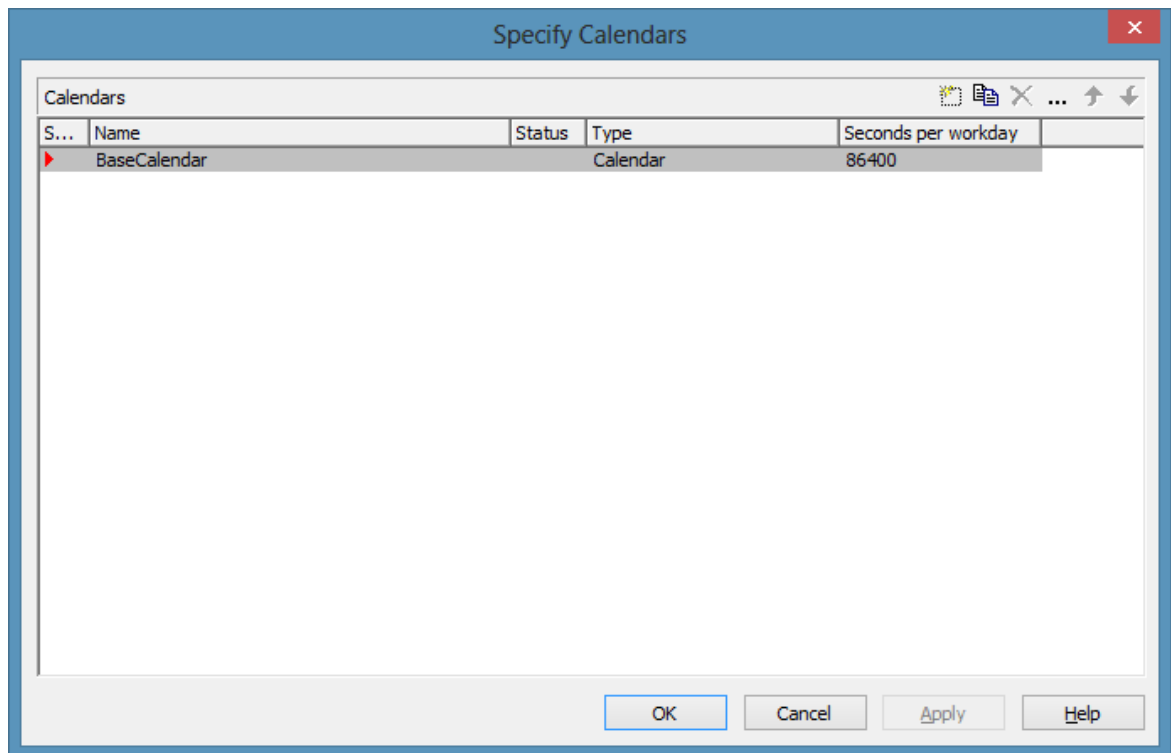 Specify Calendars
Calendars
...
S... Name Status Type Seconds per workday
BaseCalendar Calendar 86400
OK Cancel Apply Help